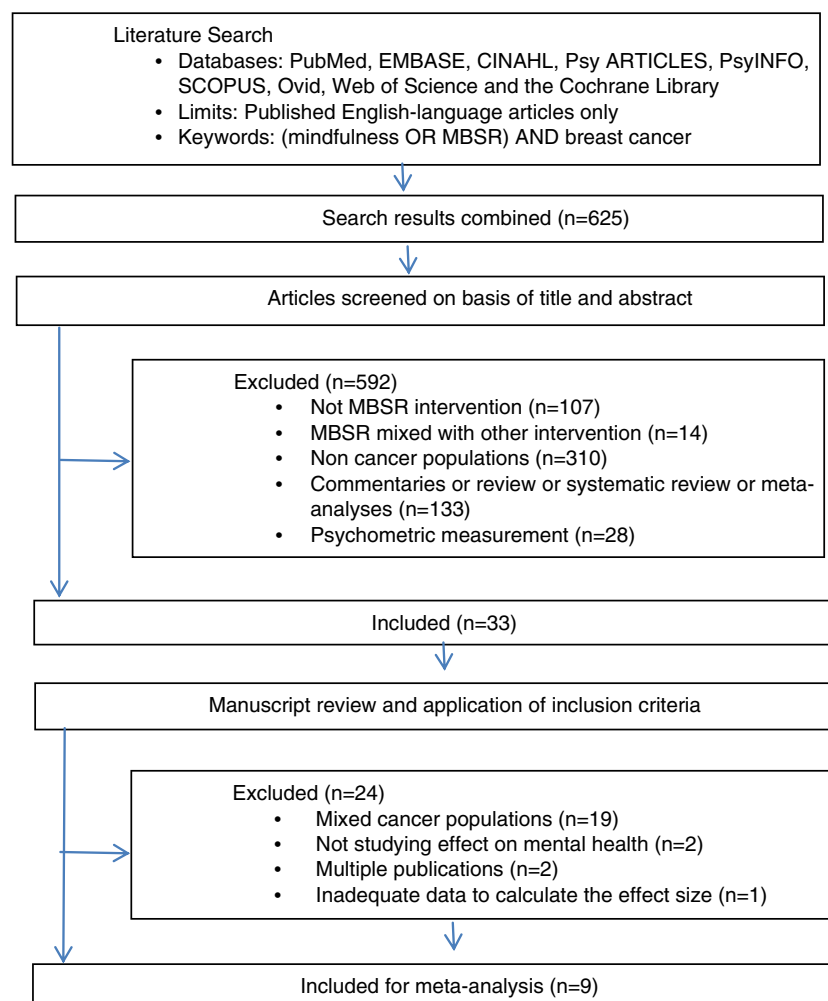 Literature Search
• Databases: PubMed, EMBASE, CINAHL, Psy ARTICLES, PsyINFO,
SCOPUS, Ovid, Web of Science and the Cochrane Library
• Limits: Published English-language articles only
• Keywords: (mindfulness OR MBSR) AND breast cancer
Search results combined (n=625)
Articles screened on basis of title and abstract
Excluded (n=592)
• Not MBSR intervention (n=107)
• MBSR mixed with other intervention (n=14)
• Non cancer populations (n=310)
• Commentaries or review or systematic review or meta-
analyses (n=133)
• Psychometric measurement (n=28)
Included (n=33)
Manuscript review and application of inclusion criteria
Excluded (n=24)
• Mixed cancer populations (n=19)
• Not studying effect on mental health (n=2)
• Multiple publications (n=2)
• Inadequate data to calculate the effect size (n=1)
Included for meta-analysis (n=9)